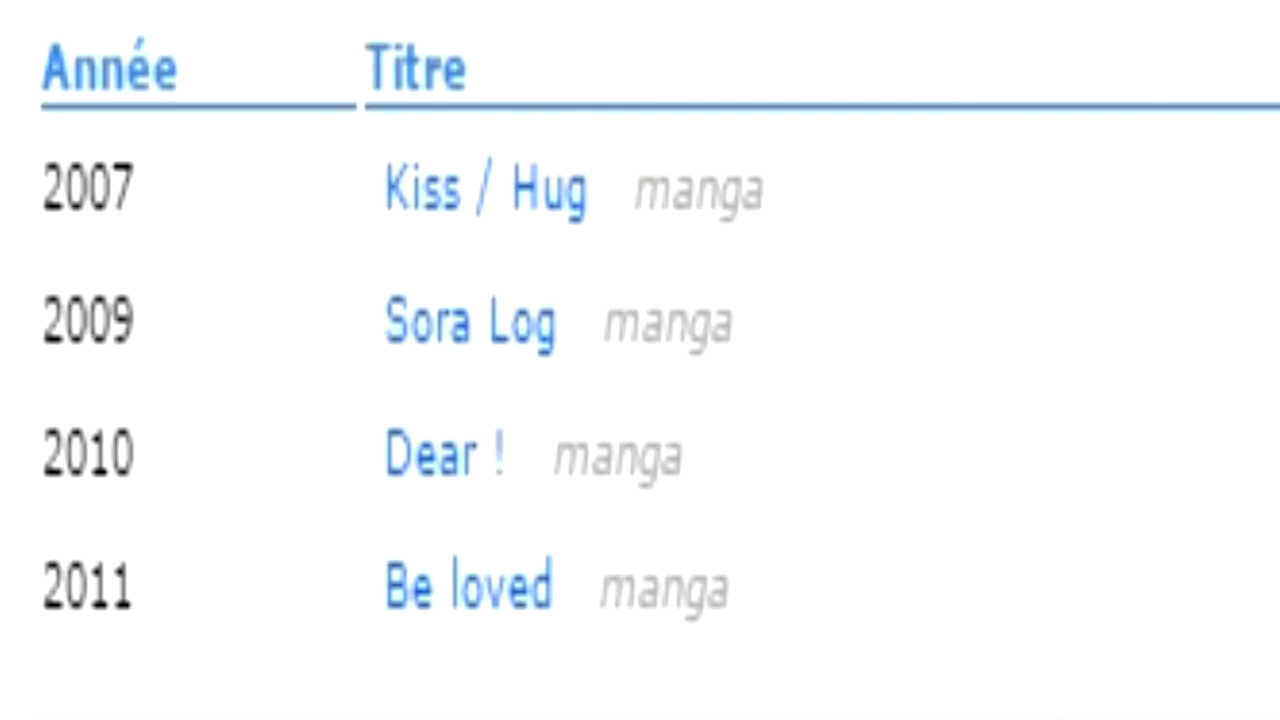 Année Titre
2007 Kiss / Hug manga
2009 Sora Log manga
2010 Dear ! manga
2011 Be loved manga